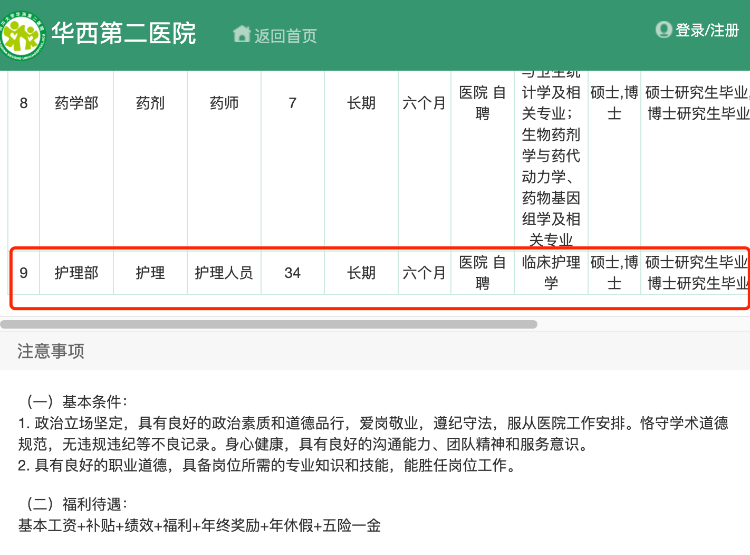 华西第二医院
返回首页
登录/注册
与卫生统
计学及相
关专业；
生物药剂
学与药代
动力学、
药物基因
组学及相
关专业
8 药学部 药剂 药师 7 长期 六个月 医院 自聘 硕士,博士 硕士研究生毕业,
博士研究生毕业
9 护理部 护理 护理人员 34 长期 六个月 医院 自聘 临床护理学 硕士,博士 硕士研究生毕业
博士研究生毕业
注意事项
（一）基本条件：
1. 政治立场坚定，具有良好的政治素质和道德品行，爱岗敬业，遵纪守法，服从医院工作安排。恪守学术道德
规范，无违规违纪等不良记录。身心健康，具有良好的沟通能力、团队精神和服务意识。
2. 具有良好的职业道德，具备岗位所需的专业知识和技能，能胜任岗位工作。
（二）福利待遇：
基本工资+补贴+绩效+福利+年终奖励+年休假+五险一金